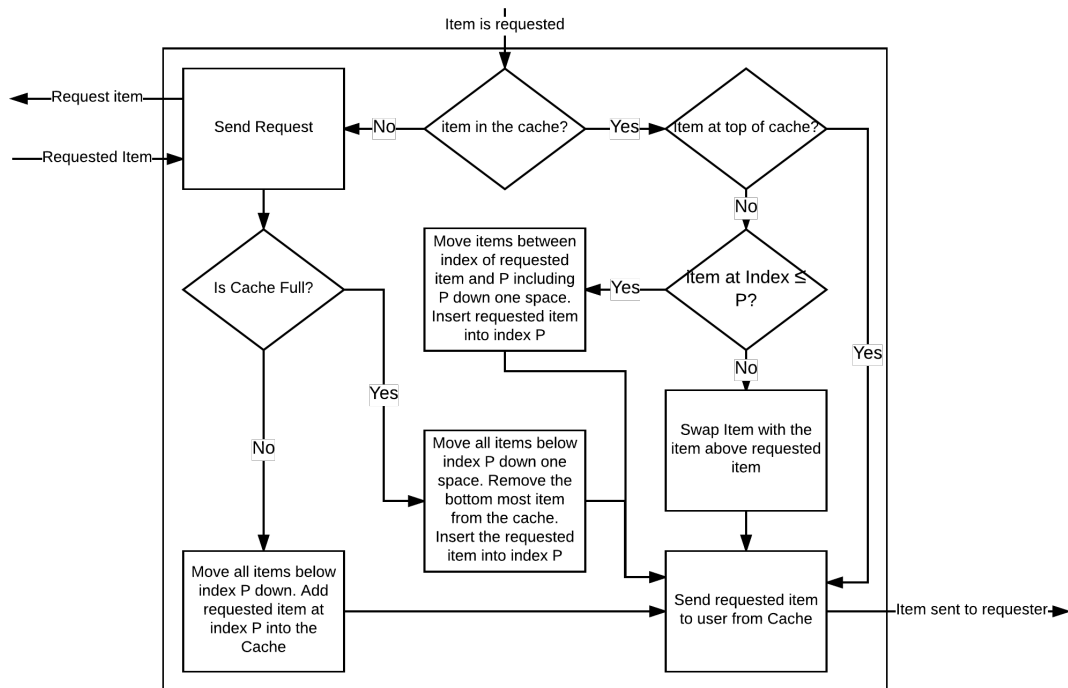 Item is requested
Request item
Send Request
No
item in the cache?
Yes
Item at top of cache?
Requested Item
No
Move items between
index of requested
item and P including
P down one space.
Insert requested item
into index P
Yes
Item at Index ≤
P?
Is Cache Full?
Yes
No
Yes
Swap Item with the
item above requested
item
No
Move all items below
index P down one
space. Remove the
bottom most item
from the cache.
Insert the requested
item into index P
Move all items below
index P down. Add
requested item at
index P into the
Cache
Send requested item
to user from Cache
Item sent to requester